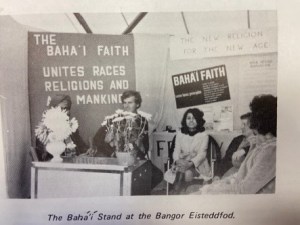 THE
BAHA'I FAITH
UNITES RACES
RELIGIONS AND
MANKIND
THE NEW RELIGION
FOR THE NEW AGE
BAHA'I FAITH
The Bahá'í Stand at the Bangor Eisteddfod.